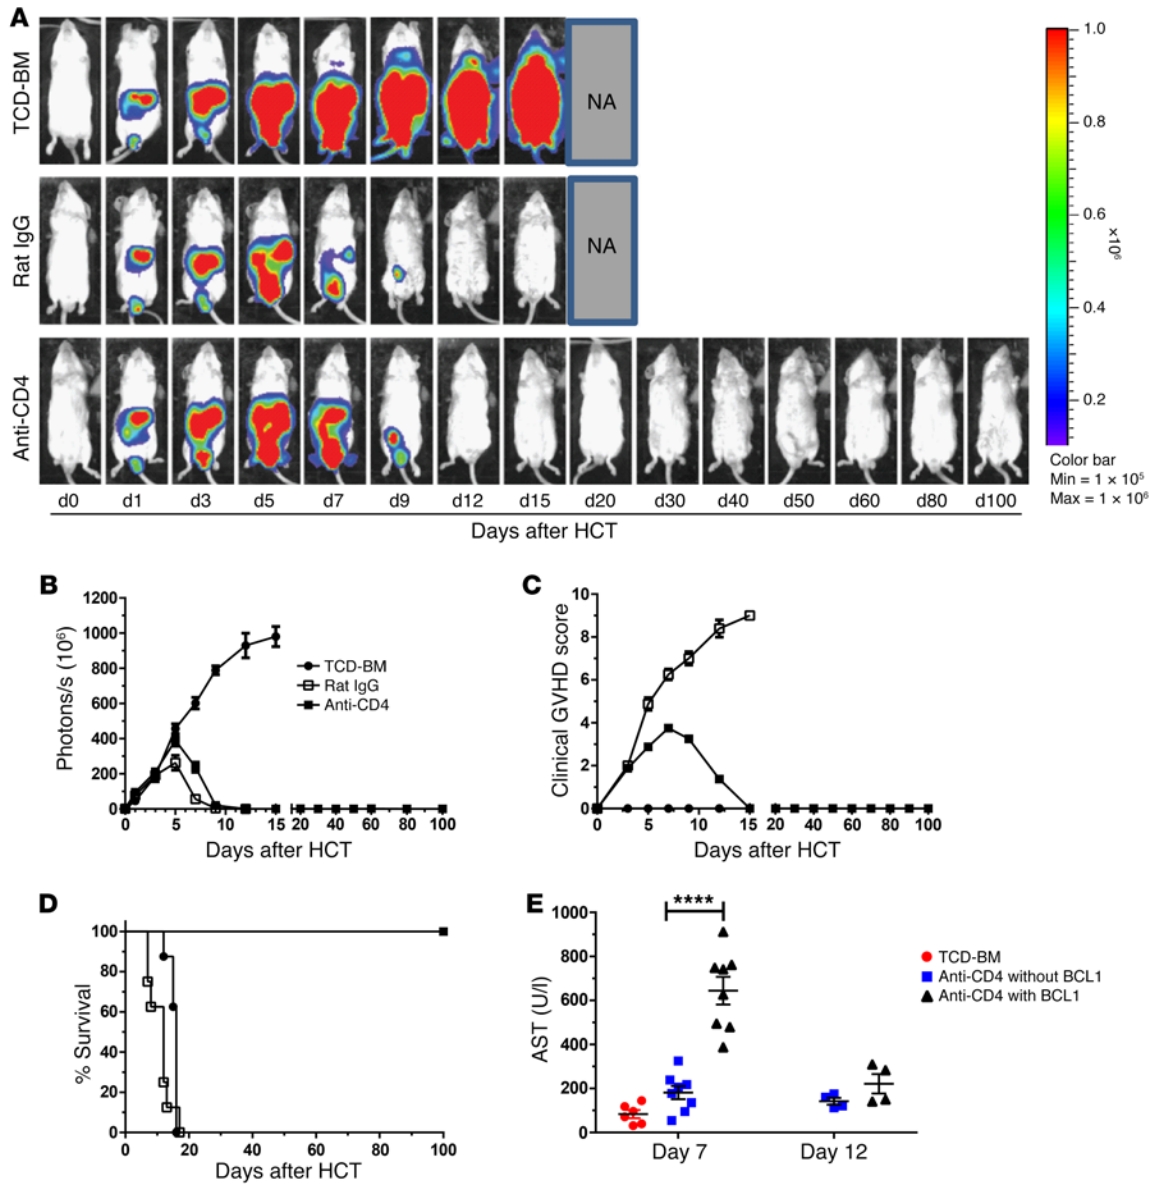 A
TCD-BM
NA
Rat IgG
NA
Anti-CD4
d0 d1 d3 d5 d7 d9 d12 d15 d20 d30 d40 d50 d60 d80 d100
Days after HCT
1.0
0.8
0.6
×10⁶
0.4
0.2
Color bar
Min = 1 × 10⁵
Max = 1 × 10⁶
B
Photons/s (10⁶)
1200
1000
800
600
400
200
0
0 5 10 15 20 40 60 80 100
Days after HCT
TCD-BM
Rat IgG
Anti-CD4
C
Clinical GVHD score
10
8
6
4
2
0
0 5 10 15 20 40 60 80 100
Days after HCT
D
% Survival
100
80
60
40
20
0
0 20 40 60 80 100
Days after HCT
E
AST (U/l)
1000
800
600
400
200
0
****
Day 7 Day 12
TCD-BM
Anti-CD4 without BCL1
Anti-CD4 with BCL1